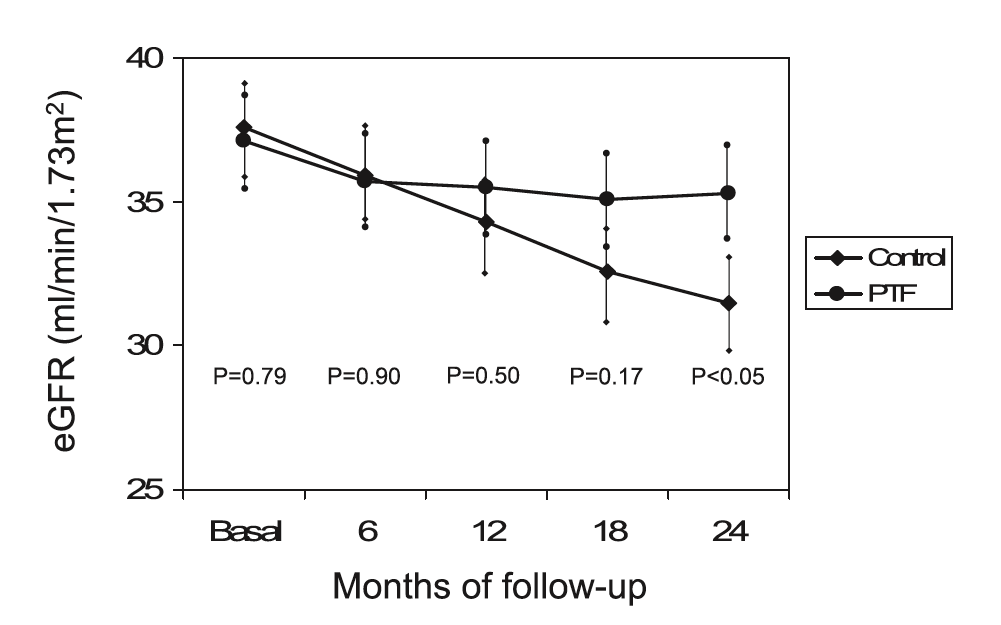 eGFR (ml/min/1.73m²)
40
35
30
25
P=0.79 P=0.90 P=0.50 P=0.17 P<0.05
Basal 6 12 18 24
Months of follow-up
Control
PTF